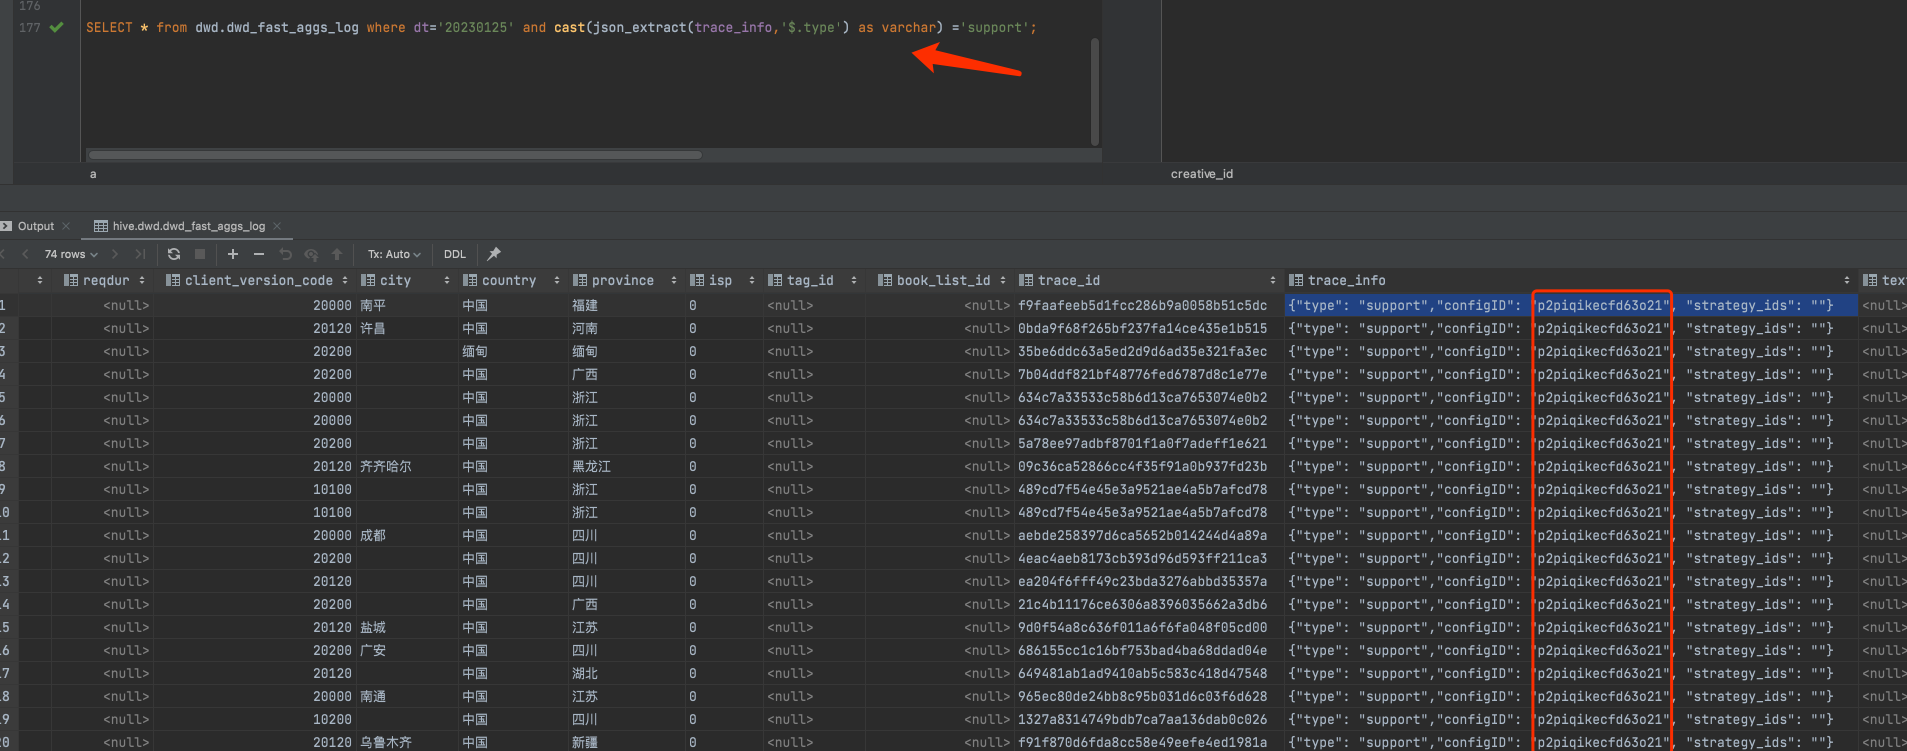 176
177 SELECT * from dwd.dwd_fast_aggs_log where dt='20230125' and cast(json_extract(trace_info,'$.type') as varchar) ='support';
a
creative_id
Output
hive.dwd.dwd_fast_aggs_log
74 rows Tx: Auto DDL
reqdur client_version_code city country province isp tag_id book_list_id trace_id trace_info text
1 <null> 20000 南平 中国 福建 0 <null> <null> f9faafeeb5d1fcc286b9a0058b51c5dc {"type": "support","configID": "p2piqikecfd63o21", "strategy_ids": ""} <null>
2 <null> 20120 许昌 中国 河南 0 <null> <null> 0bda9f68f265bf237fa14ce435e1b515 {"type": "support","configID": "p2piqikecfd63o21", "strategy_ids": ""} <null>
3 <null> 20200 缅甸 缅甸 0 <null> <null> 35be6ddc63a5ed2d9d6ad35e321fa3ec {"type": "support","configID": "p2piqikecfd63o21", "strategy_ids": ""} <null>
4 <null> 20200 中国 广西 0 <null> <null> 7b04ddf821bf48776fed6787d8c1e77e {"type": "support","configID": "p2piqikecfd63o21", "strategy_ids": ""} <null>
5 <null> 20000 中国 浙江 0 <null> <null> 634c7a33533c58b6d13ca7653074e0b2 {"type": "support","configID": "p2piqikecfd63o21", "strategy_ids": ""} <null>
6 <null> 20000 中国 浙江 0 <null> <null> 634c7a33533c58b6d13ca7653074e0b2 {"type": "support","configID": "p2piqikecfd63o21", "strategy_ids": ""} <null>
7 <null> 20200 中国 浙江 0 <null> <null> 5a78ee97adbf8701f1a0f7adeff1e621 {"type": "support","configID": "p2piqikecfd63o21", "strategy_ids": ""} <null>
8 <null> 20120 齐齐哈尔 中国 黑龙江 0 <null> <null> 09c36ca52866cc4f35f91a0b937fd23b {"type": "support","configID": "p2piqikecfd63o21", "strategy_ids": ""} <null>
9 <null> 10100 中国 浙江 0 <null> <null> 489cd7f54e45e3a9521ae4a5b7afcd78 {"type": "support","configID": "p2piqikecfd63o21", "strategy_ids": ""} <null>
10 <null> 10100 中国 浙江 0 <null> <null> 489cd7f54e45e3a9521ae4a5b7afcd78 {"type": "support","configID": "p2piqikecfd63o21", "strategy_ids": ""} <null>
11 <null> 20000 成都 中国 四川 0 <null> <null> aebde258397d6ca5652b014244d4a89a {"type": "support","configID": "p2piqikecfd63o21", "strategy_ids": ""} <null>
12 <null> 20200 中国 四川 0 <null> <null> 4eac4aeb8173cb393d96d593ff211ca3 {"type": "support","configID": "p2piqikecfd63o21", "strategy_ids": ""} <null>
13 <null> 20120 中国 四川 0 <null> <null> ea204f6fff49c23bda3276abbd35357a {"type": "support","configID": "p2piqikecfd63o21", "strategy_ids": ""} <null>
14 <null> 20200 中国 广西 0 <null> <null> 21c4b11176ce6306a8396035662a3db6 {"type": "support","configID": "p2piqikecfd63o21", "strategy_ids": ""} <null>
15 <null> 20120 盐城 中国 江苏 0 <null> <null> 9d0f54a8c636f011a6f6fa048f05cd00 {"type": "support","configID": "p2piqikecfd63o21", "strategy_ids": ""} <null>
16 <null> 20200 广安 中国 四川 0 <null> <null> 686155cc1c16bf753bad4ba68ddad04e {"type": "support","configID": "p2piqikecfd63o21", "strategy_ids": ""} <null>
17 <null> 20120 中国 湖北 0 <null> <null> 649481ab1ad9410ab5c583c418d47548 {"type": "support","configID": "p2piqikecfd63o21", "strategy_ids": ""} <null>
18 <null> 20000 南通 中国 江苏 0 <null> <null> 965ec80de24bb8c95b031d6c03f6d628 {"type": "support","configID": "p2piqikecfd63o21", "strategy_ids": ""} <null>
19 <null> 10200 中国 四川 0 <null> <null> 1327a8314749bdb7ca7aa136dab0c026 {"type": "support","configID": "p2piqikecfd63o21", "strategy_ids": ""} <null>
20 <null> 20120 乌鲁木齐 中国 新疆 0 <null> <null> f91f870d6fda8cc58e49eefe4ed1981a {"type": "support","configID": "p2piqikecfd63o21", "strategy_ids": ""} <null>